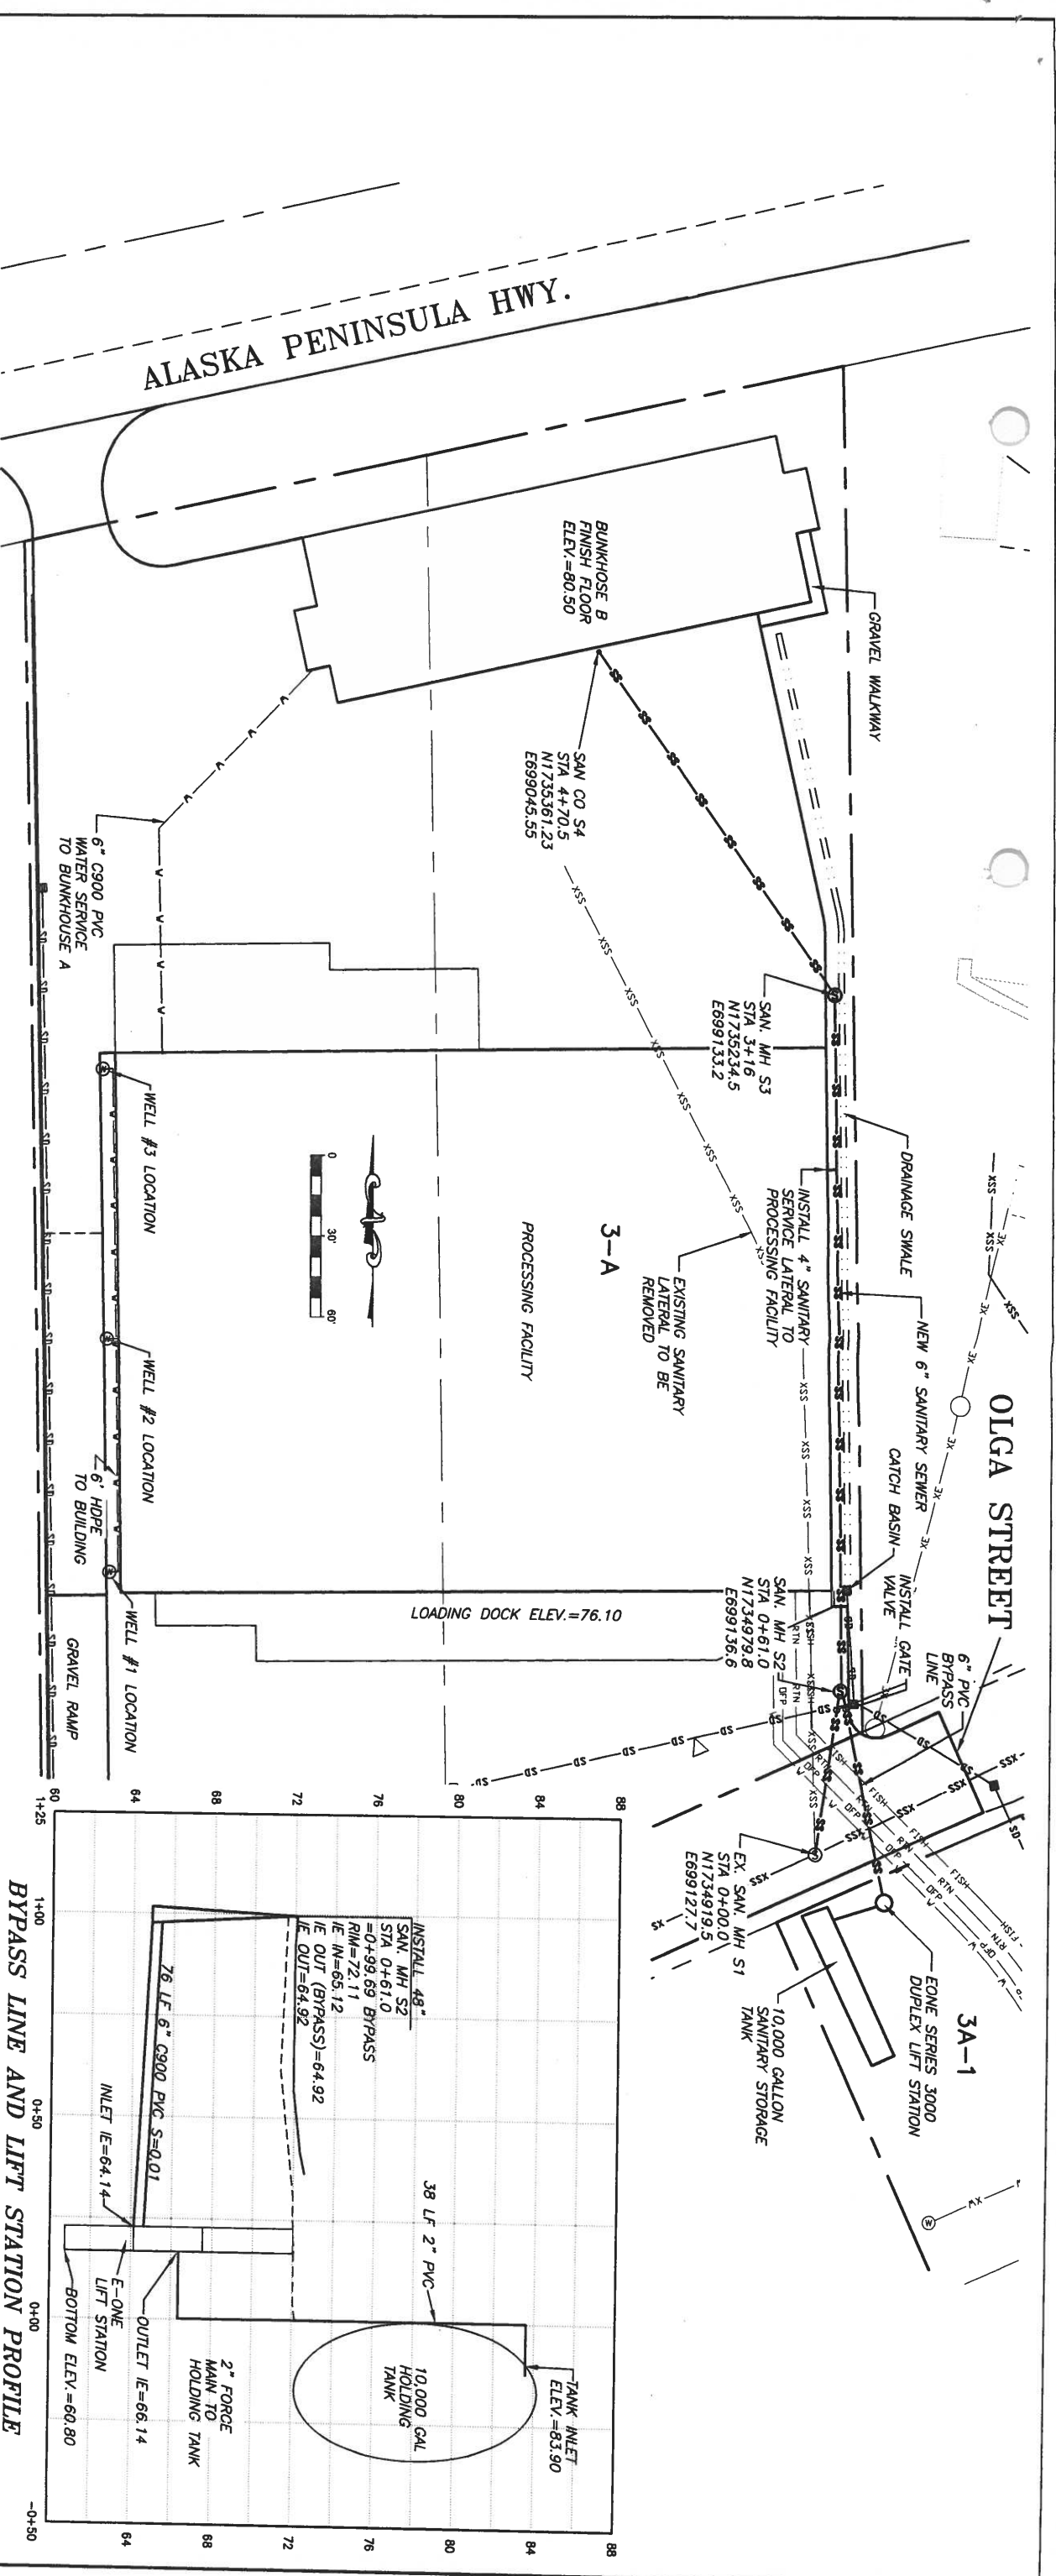 ALASKA PENINSULA HWY.
BUNKHOSE B
FINISH FLOOR
ELEV.=80.50
GRAVEL WALKWAY
SAN CO S4
STA 4+70.5
N1735361.23
E699045.55
6" C900 PVC
WATER SERVICE
TO BUNKHOUSE A
SAN. MH S3
STA 3+16
N1735234.5
E699133.2
DRAINAGE SWALE
INSTALL 4" SANITARY
SERVICE LATERAL TO
PROCESSING FACILITY
NEW 6" SANITARY SEWER
EXISTING SANITARY
LATERAL TO BE
REMOVED
3-A
PROCESSING FACILITY
0
30'
60'
WELL #3 LOCATION
WELL #2 LOCATION
6' HDPE
TO BUILDING
WELL #1 LOCATION
GRAVEL RAMP
LOADING DOCK ELEV.=76.10
OLGA STREET
CATCH BASIN
INSTALL GATE
VALVE
6" PVC
BYPASS
LINE
SAN. MH S2
STA 0+61.0
N1734979.8
E699136.6
EX. SAN. MH S1
STA 0+00.0
N1734919.5
E699127.7
3A-1
EONE SERIES 3000
DUPLEX LIFT STATION
10,000 GALLON
SANITARY STORAGE
TANK
88
84
80
76
72
68
64
60
INSTALL 48"
SAN. MH S2
STA 0+61.0
=0+99.69 BYPASS
RIM=72.11
IE IN=65.12
IE OUT (BYPASS)=64.92
IE OUT=64.92
76 LF 6" C900 PVC S=0.01
INLET IE=64.14
38 LF 2" PVC
TANK INLET
ELEV.=83.90
10,000 GAL
HOLDING
TANK
2" FORCE
MAIN TO
HOLDING TANK
OUTLET IE=66.14
E-ONE
LIFT STATION
BOTTOM ELEV.=60.80
88
84
80
76
72
68
64
1+25
1+00
0+50
0+00
-0+50
BYPASS LINE AND LIFT STATION PROFILE